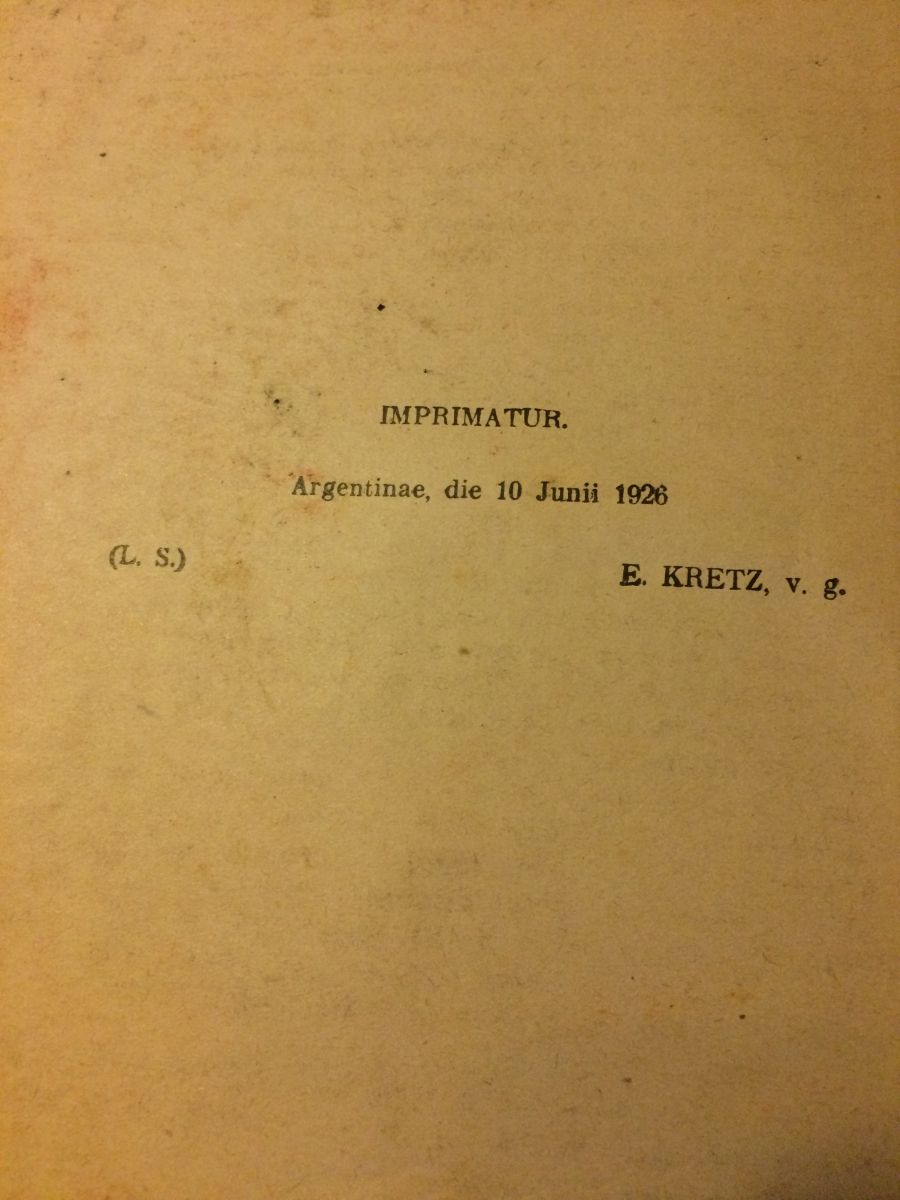 IMPRIMATUR.
Argentinae, die 10 Junii 1926
(L. S.)
E. KRETZ, v. g.